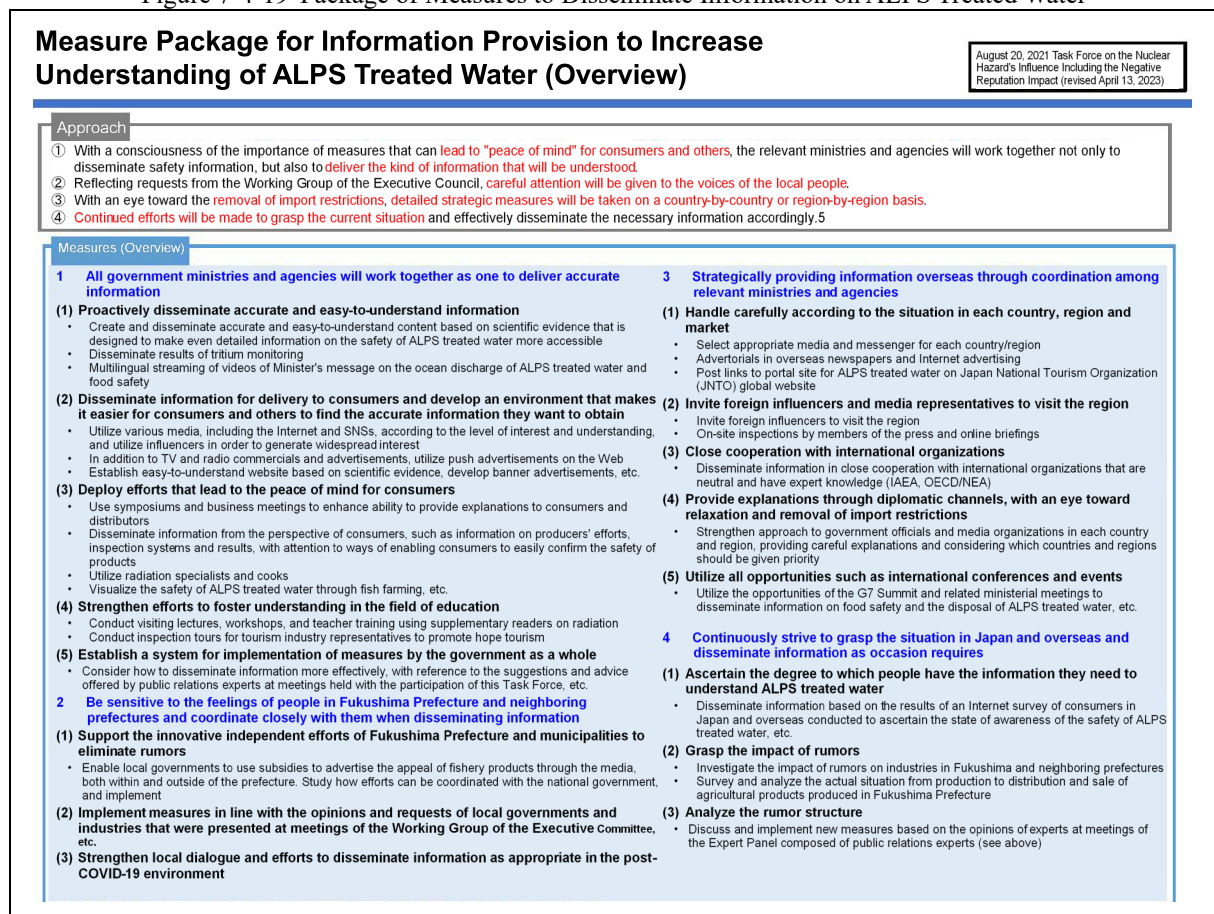 Figure 7-4-19 Package of Measures to Disseminate Information on ALPS Treated Water
Measure Package for Information Provision to Increase
Understanding of ALPS Treated Water (Overview)
August 20, 2021 Task Force on the Nuclear
Hazard's Influence Including the Negative
Reputation Impact (revised April 13, 2023)
Approach
① With a consciousness of the importance of measures that can lead to "peace of mind" for consumers and others, the relevant ministries and agencies will work together not only to
disseminate safety information, but also to deliver the kind of information that will be understood.
② Reflecting requests from the Working Group of the Executive Council, careful attention will be given to the voices of the local people.
③ With an eye toward the removal of import restrictions, detailed strategic measures will be taken on a country-by-country or region-by-region basis.
④ Continued efforts will be made to grasp the current situation and effectively disseminate the necessary information accordingly.5
Measures (Overview)
1 All government ministries and agencies will work together as one to deliver accurate
information
(1) Proactively disseminate accurate and easy-to-understand information
• Create and disseminate accurate and easy-to-understand content based on scientific evidence that is
designed to make even detailed information on the safety of ALPS treated water more accessible
• Disseminate results of tritium monitoring
• Multilingual streaming of videos of Minister's message on the ocean discharge of ALPS treated water and
food safety
(2) Disseminate information for delivery to consumers and develop an environment that makes
it easier for consumers and others to find the accurate information they want to obtain
• Utilize various media, including the Internet and SNSs, according to the level of interest and understanding,
and utilize influencers in order to generate widespread interest
• In addition to TV and radio commercials and advertisements, utilize push advertisements on the Web
• Establish easy-to-understand website based on scientific evidence, develop banner advertisements, etc.
(3) Deploy efforts that lead to the peace of mind for consumers
• Use symposiums and business meetings to enhance ability to provide explanations to consumers and
distributors
• Disseminate information from the perspective of consumers, such as information on producers' efforts,
inspection systems and results, with attention to ways of enabling consumers to easily confirm the safety of
products
• Utilize radiation specialists and cooks
• Visualize the safety of ALPS treated water through fish farming, etc.
(4) Strengthen efforts to foster understanding in the field of education
• Conduct visiting lectures, workshops, and teacher training using supplementary readers on radiation
• Conduct inspection tours for tourism industry representatives to promote hope tourism
(5) Establish a system for implementation of measures by the government as a whole
• Consider how to disseminate information more effectively, with reference to the suggestions and advice
offered by public relations experts at meetings held with the participation of this Task Force, etc.
2 Be sensitive to the feelings of people in Fukushima Prefecture and neighboring
prefectures and coordinate closely with them when disseminating information
(1) Support the innovative independent efforts of Fukushima Prefecture and municipalities to
eliminate rumors
• Enable local governments to use subsidies to advertise the appeal of fishery products through the media,
both within and outside of the prefecture. Study how efforts can be coordinated with the national government,
and implement
(2) Implement measures in line with the opinions and requests of local governments and
industries that were presented at meetings of the Working Group of the Executive Committee,
etc.
(3) Strengthen local dialogue and efforts to disseminate information as appropriate in the post-
COVID-19 environment
3 Strategically providing information overseas through coordination among
relevant ministries and agencies
(1) Handle carefully according to the situation in each country, region and
market
• Select appropriate media and messenger for each country/region
• Advertorials in overseas newspapers and Internet advertising
• Post links to portal site for ALPS treated water on Japan National Tourism Organization
(JNTO) global website
(2) Invite foreign influencers and media representatives to visit the region
• Invite foreign influencers to visit the region
• On-site inspections by members of the press and online briefings
(3) Close cooperation with international organizations
• Disseminate information in close cooperation with international organizations that are
neutral and have expert knowledge (IAEA, OECD/NEA)
(4) Provide explanations through diplomatic channels, with an eye toward
relaxation and removal of import restrictions
• Strengthen approach to government officials and media organizations in each country
and region, providing careful explanations and considering which countries and regions
should be given priority
(5) Utilize all opportunities such as international conferences and events
• Utilize the opportunities of the G7 Summit and related ministerial meetings to
disseminate information on food safety and the disposal of ALPS treated water, etc.
4 Continuously strive to grasp the situation in Japan and overseas and
disseminate information as occasion requires
(1) Ascertain the degree to which people have the information they need to
understand ALPS treated water
• Disseminate information based on the results of an Internet survey of consumers in
Japan and overseas conducted to ascertain the state of awareness of the safety of ALPS
treated water, etc.
(2) Grasp the impact of rumors
• Investigate the impact of rumors on industries in Fukushima and neighboring prefectures
• Survey and analyze the actual situation from production to distribution and sale of
agricultural products produced in Fukushima Prefecture
(3) Analyze the rumor structure
• Discuss and implement new measures based on the opinions of experts at meetings of
the Expert Panel composed of public relations experts (see above)